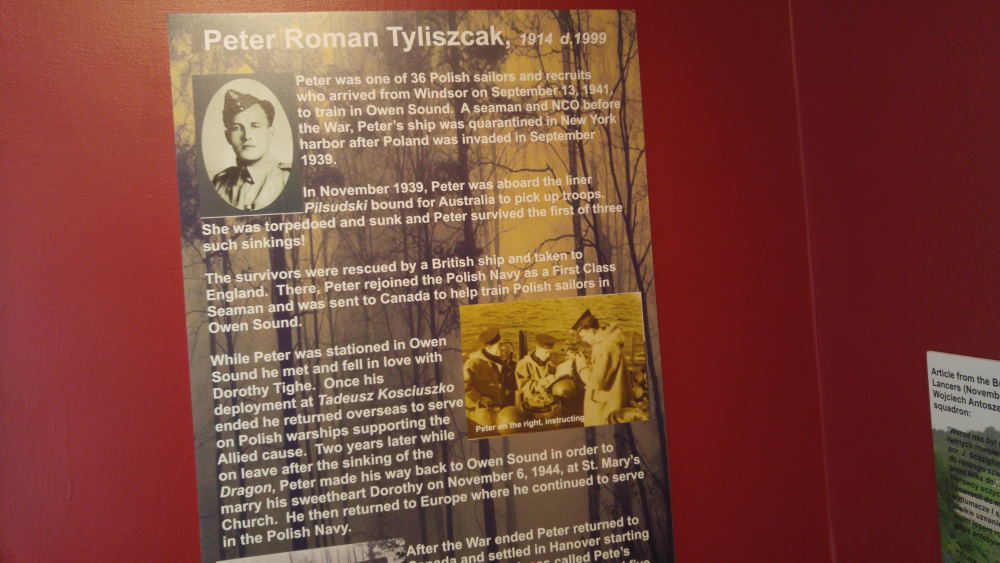 Peter Roman Tyliszcak, 1914 d.1999
Peter was one of 36 Polish sailors and recruits
who arrived from Windsor on September 13, 1941,
to train in Owen Sound. A seaman and NCO before
the War, Peter's ship was quarantined in New York
harbor after Poland was invaded in September
1939.
In November 1939, Peter was aboard the liner
Pilsudski bound for Australia to pick up troops.
She was torpedoed and sunk and Peter survived the first of three
such sinkings!
The survivors were rescued by a British ship and taken to
England. There, Peter rejoined the Polish Navy as a First Class
Seaman and was sent to Canada to help train Polish sailors in
Owen Sound.
While Peter was stationed in Owen
Sound he met and fell in love with
Dorothy Tighe. Once his
deployment at Tadeusz Kosciuszko
ended he returned overseas to serve
on Polish warships supporting the
Allied cause. Two years later while
on leave after the sinking of the
Dragon, Peter made his way back to Owen Sound in order to
marry his sweetheart Dorothy on November 6, 1944, at St. Mary's
Church. He then returned to Europe where he continued to serve
in the Polish Navy.
Peter on the right, instructing
After the War ended Peter returned to
Canada and settled in Hanover starting
called Pete's
five
Article from the
Lancers
Wojciech
squadron: